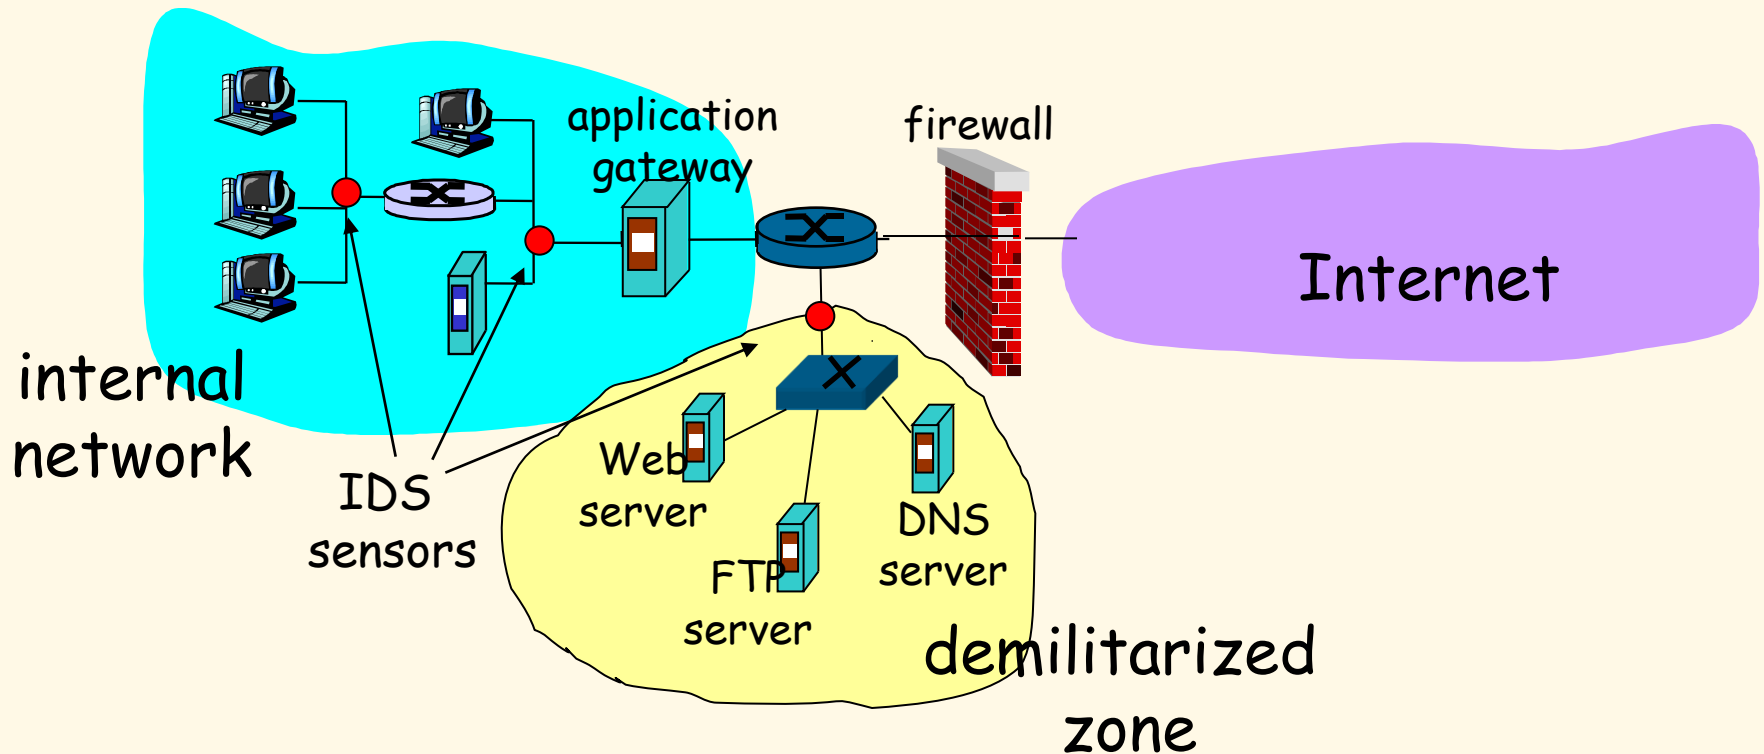 application
gateway
firewall
Internet
internal
network
IDS
sensors
Web
server
FTP
server
DNS
server
demilitarized
zone